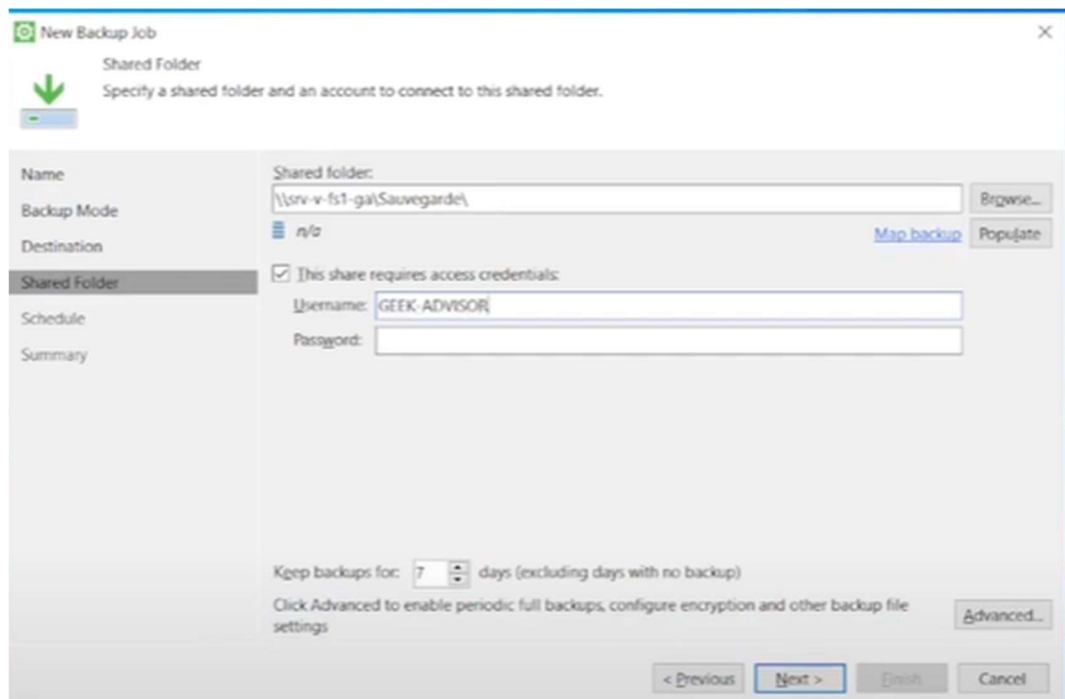 New Backup Job
Shared Folder
Specify a shared folder and an account to connect to this shared folder.
Name
Backup Mode
Destination
Shared Folder
Schedule
Summary
Shared folder:
\\srv-v-fs1-ga\Sauvegarde\
Browse...
n/a
Map backup
Populate
This share requires access credentials:
Username: GEEK-ADVISOR
Password:
Keep backups for: 7 days (excluding days with no backup)
Click Advanced to enable periodic full backups, configure encryption and other backup file
settings
Advanced...
< Previous
Next >
Finish
Cancel